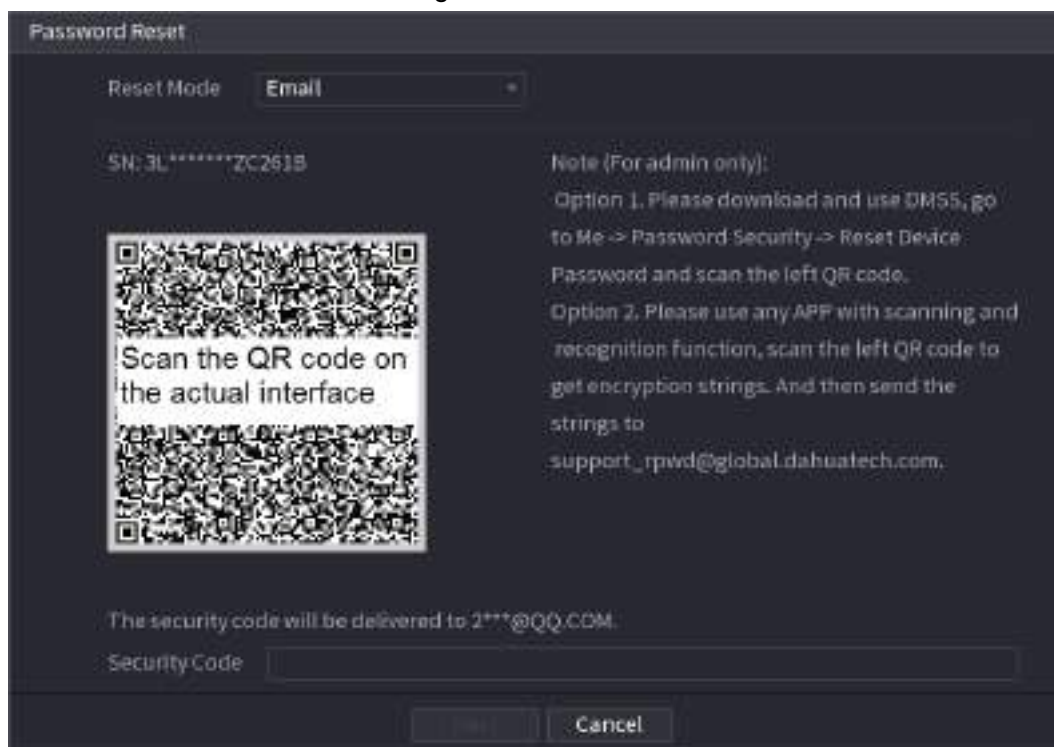 Password Reset
Reset Mode Email
SN: 3L*******ZC261B
Note (For admin only):
Option 1. Please download and use DMSS, go
to Me -> Password Security -> Reset Device
Password and scan the left QR code.
Option 2. Please use any APP with scanning and
recognition function, scan the left QR code to
get encryption strings. And then send the
strings to
support_rpwd@global.dahuatech.com.
Scan the QR code on
the actual interface
The security code will be delivered to 2***@QQ.COM.
Security Code
Cancel